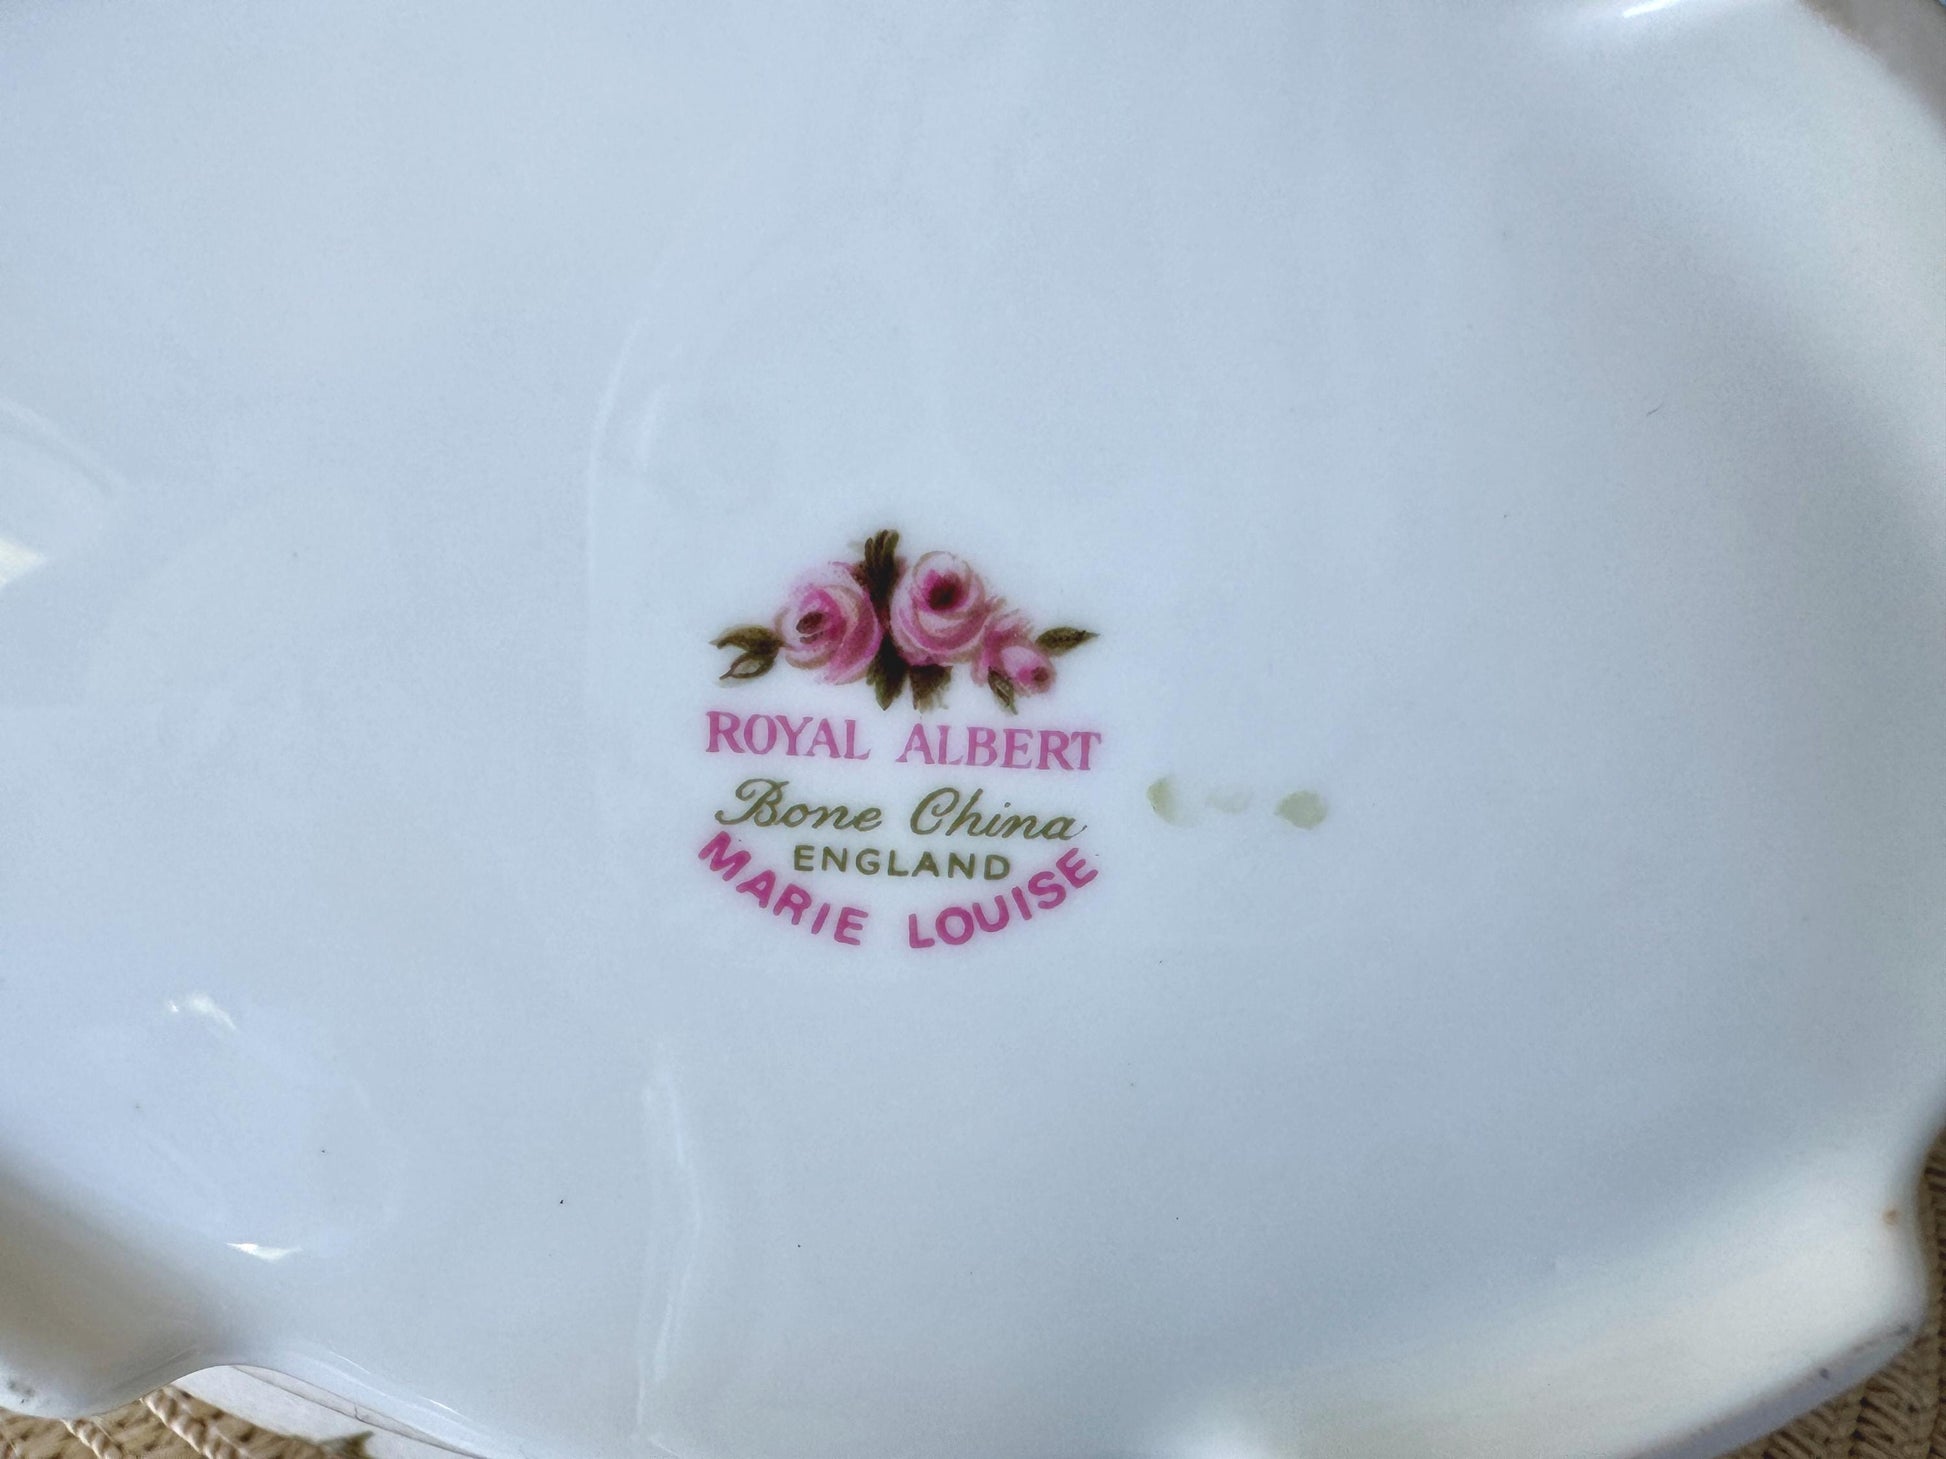 ROYAL ALBERT
Bone China
ENGLAND
MARIE LOUISE